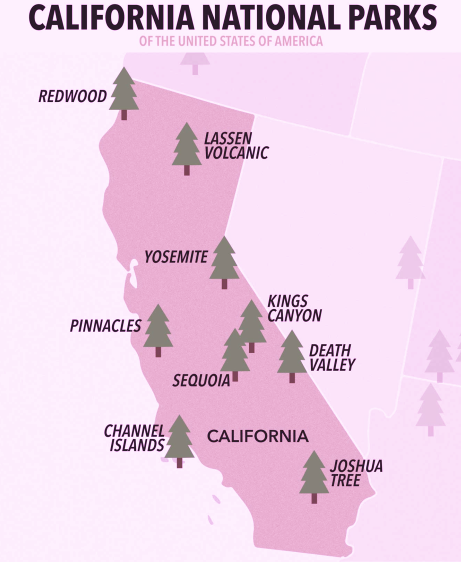 CALIFORNIA NATIONAL PARKS
OF THE UNITED STATES OF AMERICA
REDWOOD
LASSEN
VOLCANIC
YOSEMITE
KINGS
CANYON
PINNACLES
DEATH
VALLEY
SEQUOIA
CHANNEL
ISLANDS
CALIFORNIA
JOSHUA
TREE